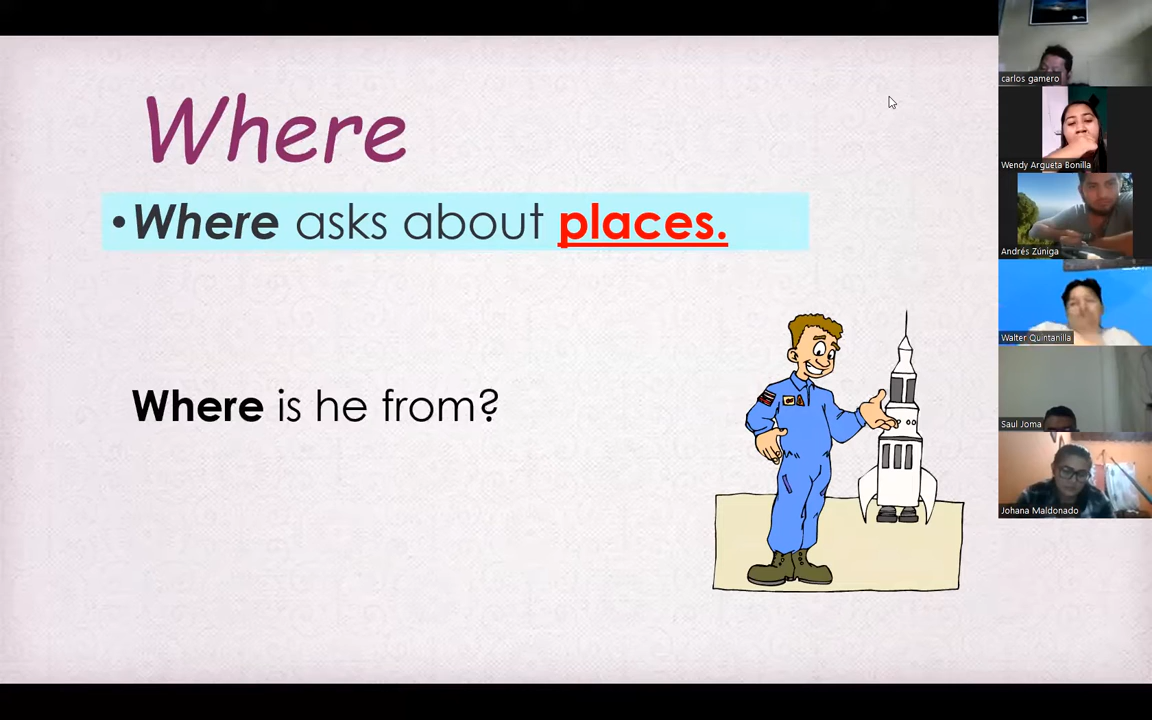 Where
•Where asks about places.
Where is he from?
carlos gamero
Wendy Argueta Bonilla
Andrés Zúniga
Walter Quintanilla
Saul Joma
Johana Maldonado